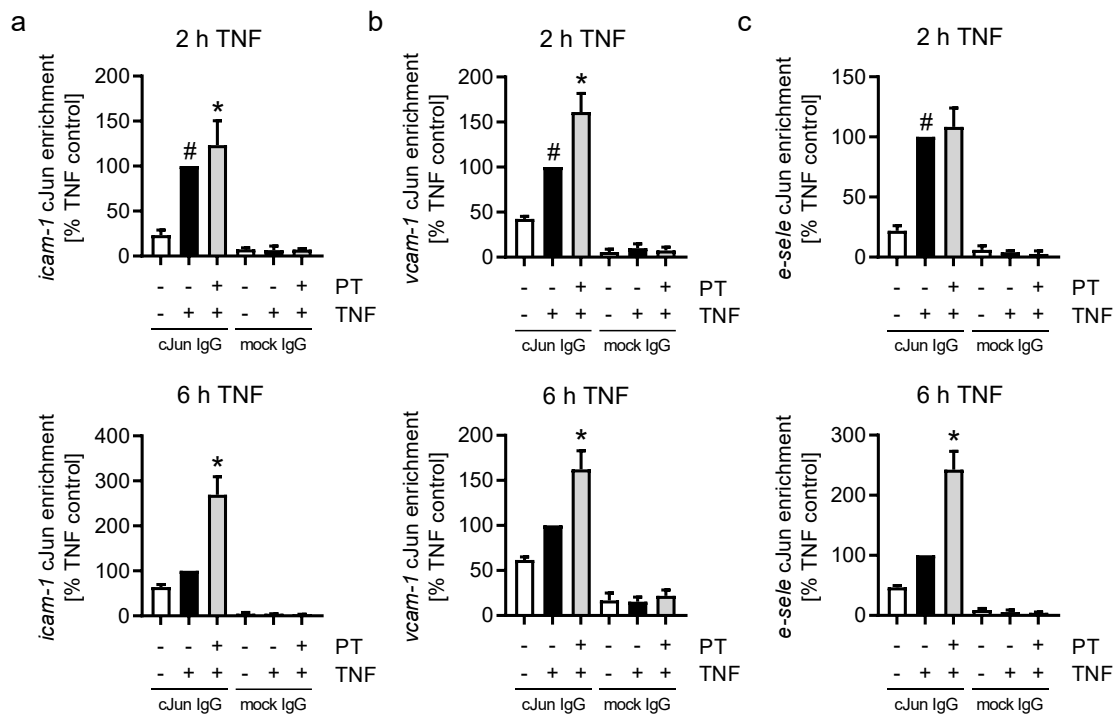 a
2 h TNF
icam-1 cJun enrichment
[% TNF control]
200
150
100
50
0
#
*
- - + - - + PT
- + + - + + TNF
cJun IgG mock IgG
b
2 h TNF
vcam-1 cJun enrichment
[% TNF control]
200
150
100
50
0
#
*
- - + - - + PT
- + + - + + TNF
cJun IgG mock IgG
c
2 h TNF
e-sele cJun enrichment
[% TNF control]
150
100
50
0
#
- - + - - + PT
- + + - + + TNF
cJun IgG mock IgG
6 h TNF
icam-1 cJun enrichment
[% TNF control]
400
300
200
100
0
*
- - + - - + PT
- + + - + + TNF
cJun IgG mock IgG
6 h TNF
vcam-1 cJun enrichment
[% TNF control]
200
150
100
50
0
*
- - + - - + PT
- + + - + + TNF
cJun IgG mock IgG
6 h TNF
e-sele cJun enrichment
[% TNF control]
300
200
100
0
*
- - + - - + PT
- + + - + + TNF
cJun IgG mock IgG